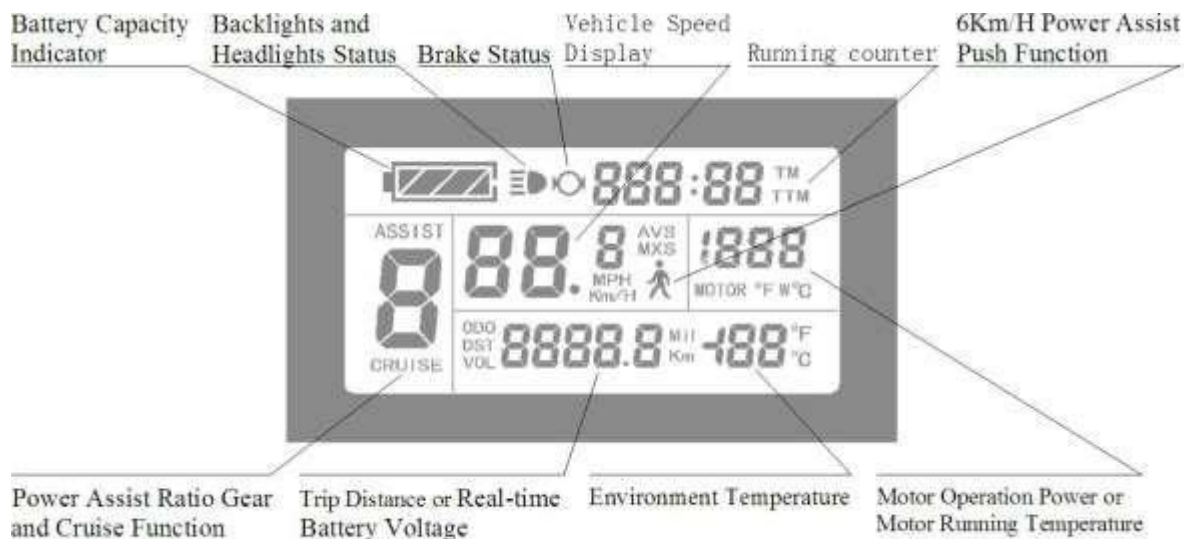 Battery Capacity
Indicator
Backlights and
Headlights Status
Brake Status
Vehicle Speed
Display
Running counter
6Km/H Power Assist
Push Function
888:88 TM
TTM
ASSIST
8
CRUISE
88.8
AVS
MXS
MPH
Km/H
1888
MOTOR °F W°C
ODO
DST
VOL
8888.8
Mil
Km
-188
°F
°C
Power Assist Ratio Gear
and Cruise Function
Trip Distance or Real-time
Battery Voltage
Environment Temperature
Motor Operation Power or
Motor Running Temperature